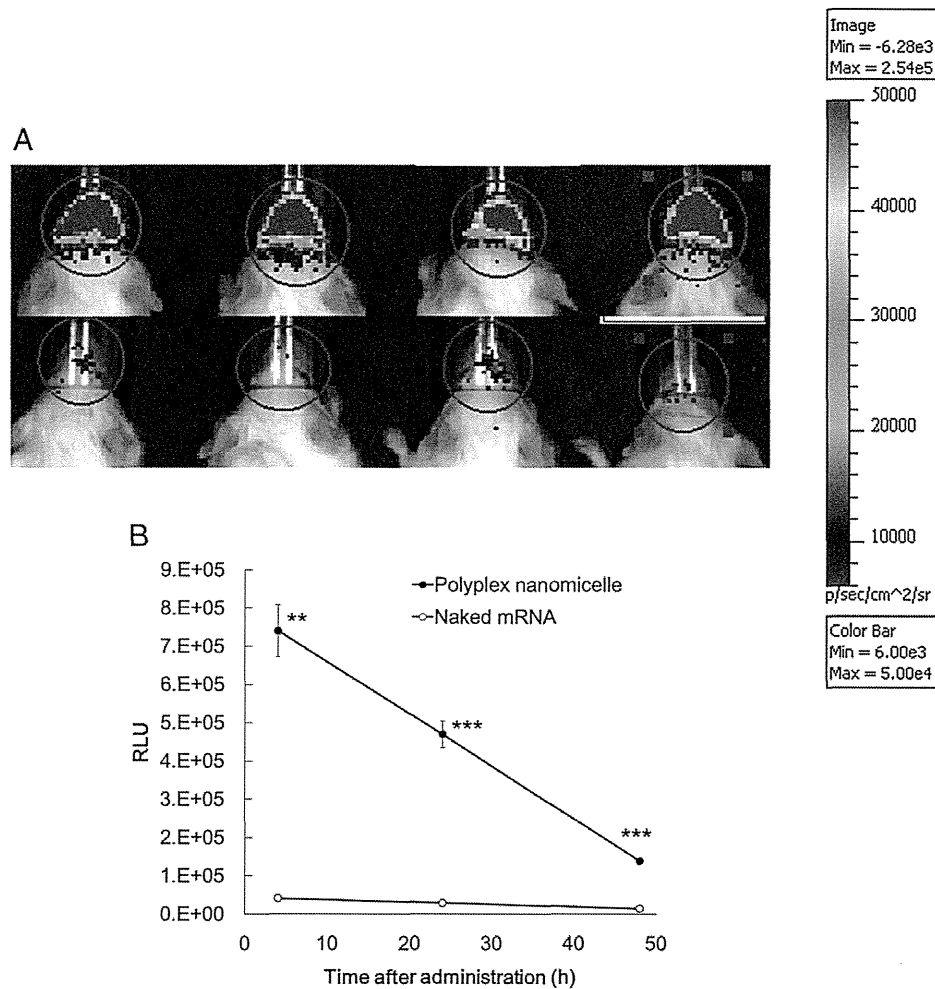 Image
Min = -6.28e3
Max = 2.54e5
50000
40000
30000
20000
10000
p/sec/cm^2/sr
Color Bar
Min = 6.00e3
Max = 5.00e4
A
B
9.E+05
8.E+05
7.E+05
6.E+05
5.E+05
4.E+05
3.E+05
2.E+05
1.E+05
0.E+00
RLU
Polyplex nanomicelle
Naked mRNA
**
***
***
0
10
20
30
40
50
Time after administration (h)